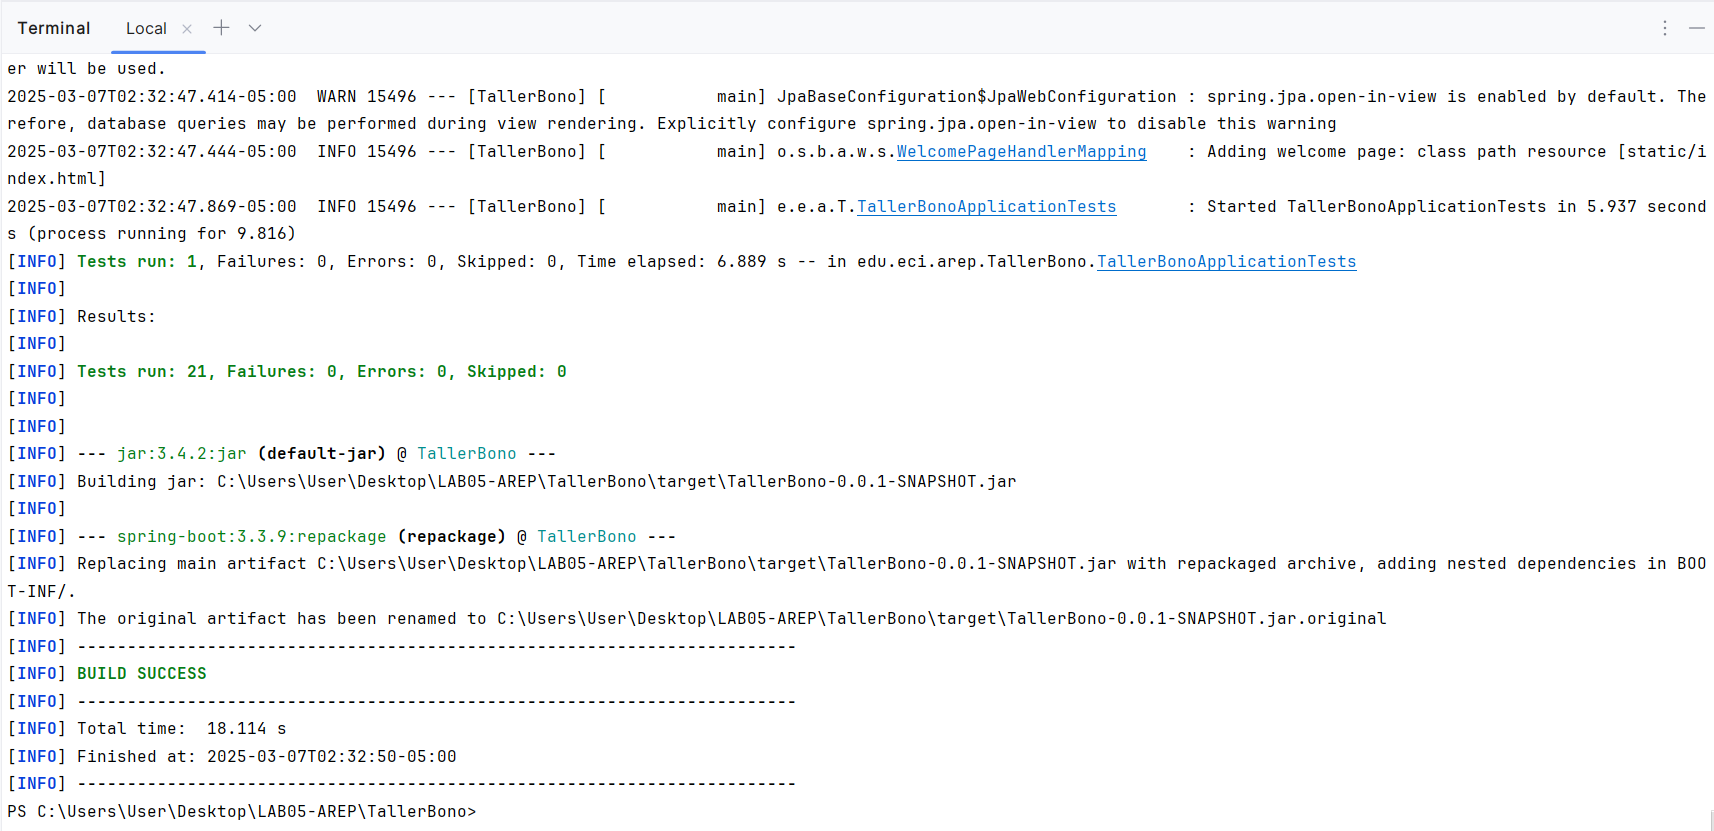 Terminal Local
er will be used.
2025-03-07T02:32:47.414-05:00  WARN 15496 --- [TallerBono] [           main] JpaBaseConfiguration$JpaWebConfiguration : spring.jpa.open-in-view is enabled by default. The
refore, database queries may be performed during view rendering. Explicitly configure spring.jpa.open-in-view to disable this warning
2025-03-07T02:32:47.444-05:00  INFO 15496 --- [TallerBono] [           main] o.s.b.a.w.s.WelcomePageHandlerMapping    : Adding welcome page: class path resource [static/i
ndex.html]
2025-03-07T02:32:47.869-05:00  INFO 15496 --- [TallerBono] [           main] e.e.a.T.TallerBonoApplicationTests       : Started TallerBonoApplicationTests in 5.937 second
s (process running for 9.816)
[INFO] Tests run: 1, Failures: 0, Errors: 0, Skipped: 0, Time elapsed: 6.889 s -- in edu.eci.arep.TallerBono.TallerBonoApplicationTests
[INFO]
[INFO] Results:
[INFO]
[INFO] Tests run: 21, Failures: 0, Errors: 0, Skipped: 0
[INFO]
[INFO]
[INFO] --- jar:3.4.2:jar (default-jar) @ TallerBono ---
[INFO] Building jar: C:\Users\User\Desktop\LAB05-AREP\TallerBono\target\TallerBono-0.0.1-SNAPSHOT.jar
[INFO]
[INFO] --- spring-boot:3.3.9:repackage (repackage) @ TallerBono ---
[INFO] Replacing main artifact C:\Users\User\Desktop\LAB05-AREP\TallerBono\target\TallerBono-0.0.1-SNAPSHOT.jar with repackaged archive, adding nested dependencies in BOO
T-INF/.
[INFO] The original artifact has been renamed to C:\Users\User\Desktop\LAB05-AREP\TallerBono\target\TallerBono-0.0.1-SNAPSHOT.jar.original
[INFO] ------------------------------------------------------------------------
[INFO] BUILD SUCCESS
[INFO] ------------------------------------------------------------------------
[INFO] Total time:  18.114 s
[INFO] Finished at: 2025-03-07T02:32:50-05:00
[INFO] ------------------------------------------------------------------------
PS C:\Users\User\Desktop\LAB05-AREP\TallerBono>